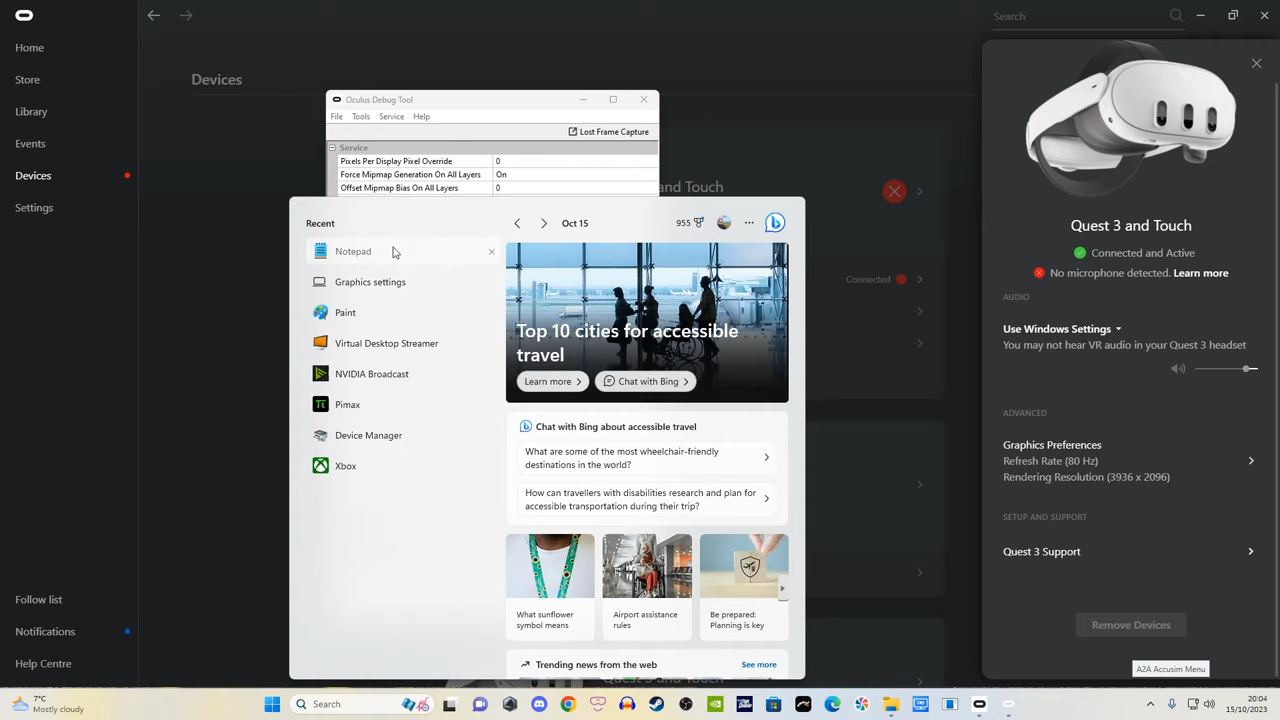 Search
Home
Store
Library
Events
Devices
Settings
Follow list
Notifications
Help Centre
Devices
and Touch
Connected
Oculus Debug Tool
File Tools Service Help
Lost Frame Capture
Service
Pixels Per Display Pixel Override 0
Force Mipmap Generation On All Layers On
Offset Mipmap Bias On All Layers 0
Recent
Notepad
Graphics settings
Paint
Virtual Desktop Streamer
NVIDIA Broadcast
Pimax
Device Manager
Xbox
Oct 15
955
Top 10 cities for accessible
travel
Learn more
Chat with Bing
Chat with Bing about accessible travel
What are some of the most wheelchair-friendly
destinations in the world?
How can travellers with disabilities research and plan for
accessible transportation during their trip?
What sunflower
symbol means
Airport assistance
rules
Be prepared:
Planning is key
Trending news from the web
See more
Quest 3 and Touch
Quest 3 and Touch
Connected and Active
No microphone detected. Learn more
AUDIO
Use Windows Settings
You may not hear VR audio in your Quest 3 headset
ADVANCED
Graphics Preferences
Refresh Rate (80 Hz)
Rendering Resolution (3936 x 2096)
SETUP AND SUPPORT
Quest 3 Support
Remove Devices
A2A Accusim Menu
7°C
Mostly cloudy
Search
20:04
15/10/2023